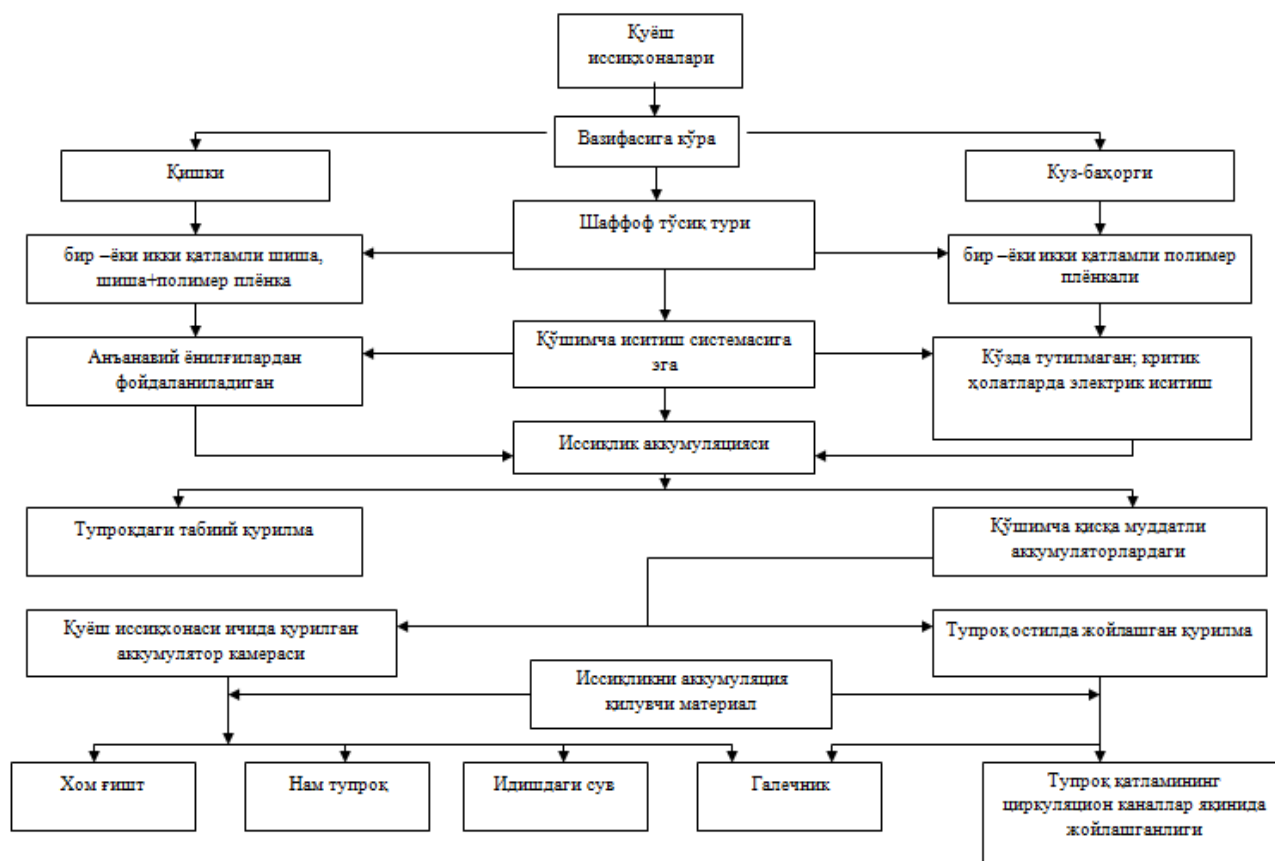 Қуёш
иссиқхоналари
Вазифасига кўра
Қишки
Куз-баҳорги
Шаффоф тўсиқ тури
бир –ёки икки қатламли шиша,
шиша+полимер плёнка
бир –ёки икки қатламли полимер
плёнкали
Анъанавий ёнилғилардан
фойдаланиладиган
Қўшимча иситиш системасига
эга
Кўзда тутилмаган; критик
ҳолатларда электрик иситиш
Иссиқлик аккумуляцияси
Тупроқдаги табиий қурилма
Қўшимча қисқа муддатли
аккумуляторлардаги
Қуёш иссиқхонаси ичида қурилган
аккумулятор камераси
Тупроқ остилда жойлашган қурилма
Иссиқликни аккумуляция
қилувчи материал
Хом ғишт
Нам тупроқ
Идишдаги сув
Галечник
Тупроқ қатламининг
циркуляцион каналлар яқинида
жойлашганлиги